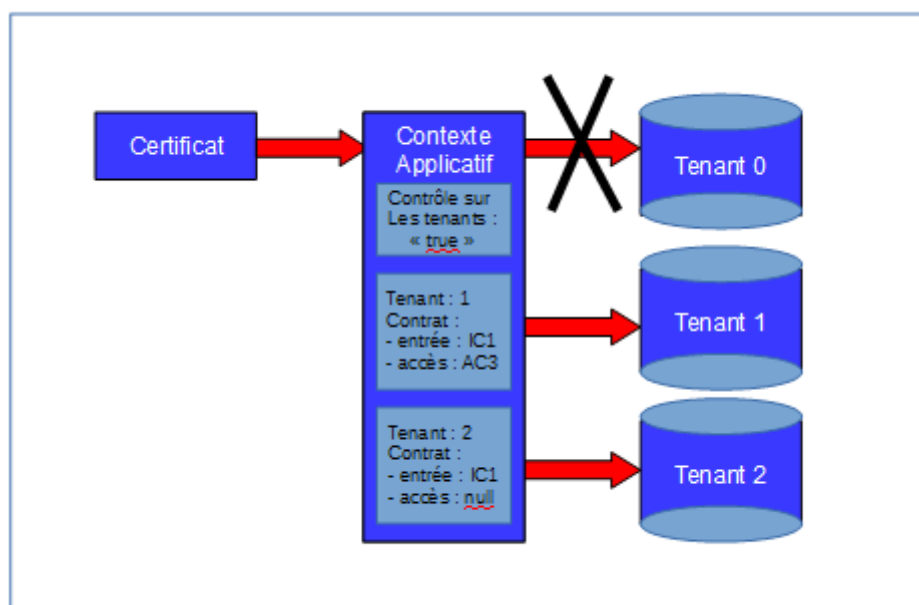 Certificat
Contexte
Applicatif
Contrôle sur
Les tenants :
« true »
Tenant : 1
Contrat :
- entrée : IC1
- accès : AC3
Tenant : 2
Contrat :
- entrée : IC1
- accès : null
Tenant 0
Tenant 1
Tenant 2